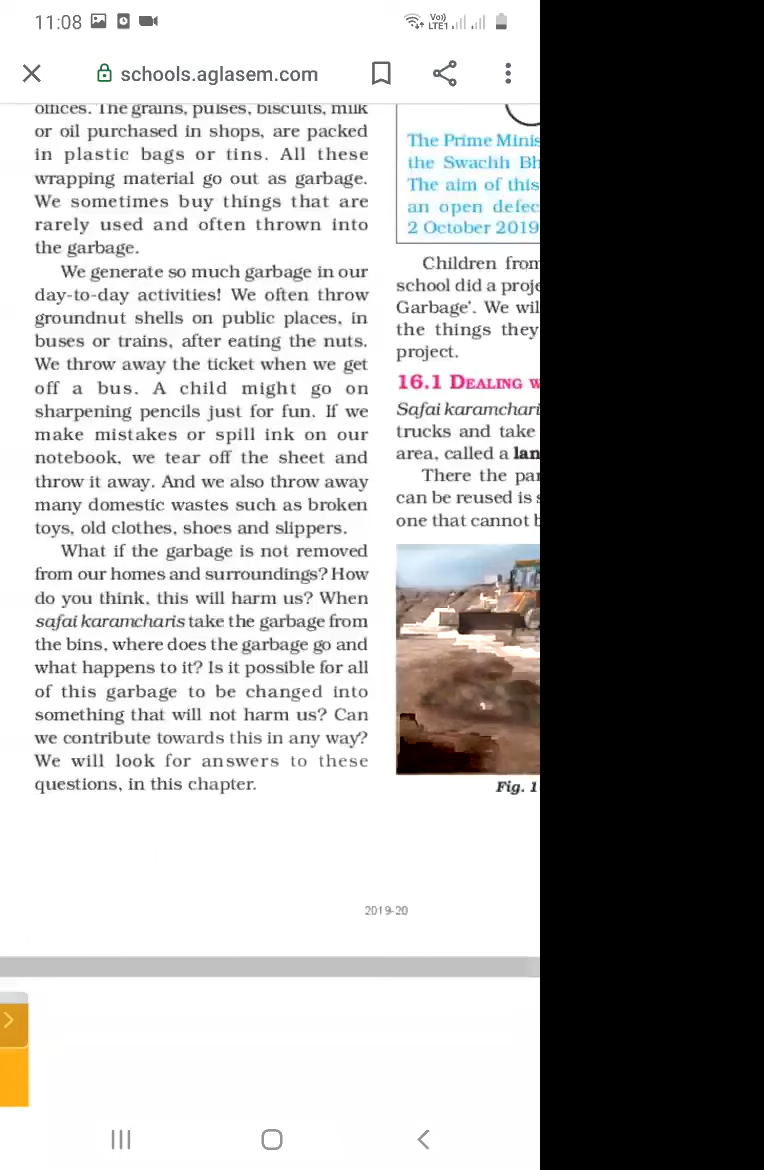 11:08
Vo))
LTE1
schools.aglasem.com
offices. The grains, pulses, biscuits, milk
or oil purchased in shops, are packed
in plastic bags or tins. All these
wrapping material go out as garbage.
We sometimes buy things that are
rarely used and often thrown into
the garbage.
We generate so much garbage in our
day-to-day activities! We often throw
groundnut shells on public places, in
buses or trains, after eating the nuts.
We throw away the ticket when we get
off a bus. A child might go on
sharpening pencils just for fun. If we
make mistakes or spill ink on our
notebook, we tear off the sheet and
throw it away. And we also throw away
many domestic wastes such as broken
toys, old clothes, shoes and slippers.
What if the garbage is not removed
from our homes and surroundings? How
do you think, this will harm us? When
safai karamcharis take the garbage from
the bins, where does the garbage go and
what happens to it? Is it possible for all
of this garbage to be changed into
something that will not harm us? Can
we contribute towards this in any way?
We will look for answers to these
questions, in this chapter.
The Prime Minis
the Swachh Bh
The aim of this
an open defec
2 October 2019
Children from
school did a proje
Garbage'. We wil
the things they
project.
16.1 DEALING W
Safai karamchari
trucks and take
area, called a lan
There the par
can be reused is s
one that cannot b
Fig. 1
2019-20